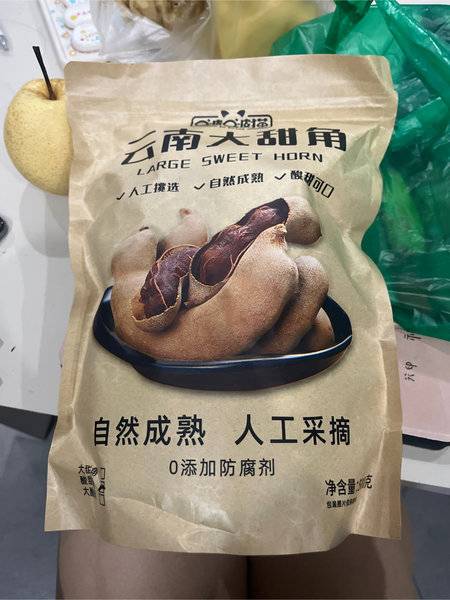 云南大甜角
LARGE SWEET HORN
✓人工挑选 ✓自然成熟 ✓酸甜可口
自然成熟 人工采摘
0添加防腐剂
净含量